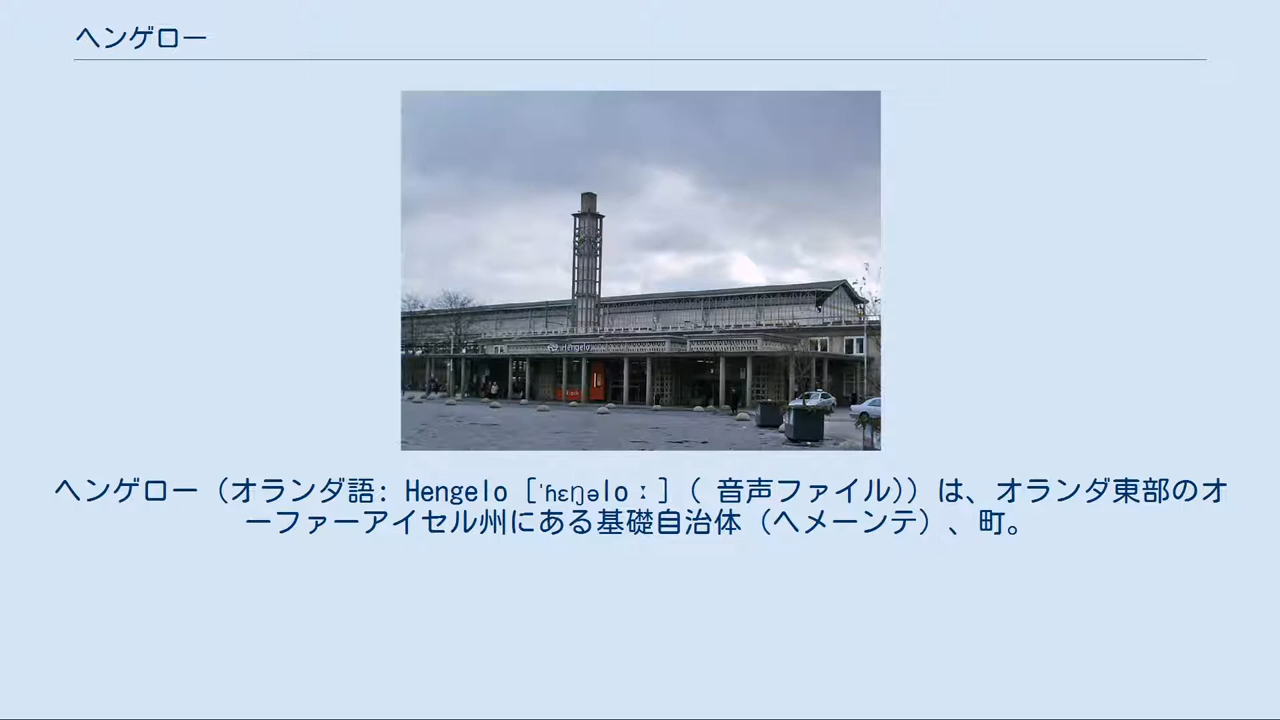 ヘンゲロー
Hengelo
ヘンゲロー（オランダ語: Hengelo [ˈɦɛŋəloː]( 音声ファイル)）は、オランダ東部のオ
ーファーアイセル州にある基礎自治体（ヘメーンテ）、町。